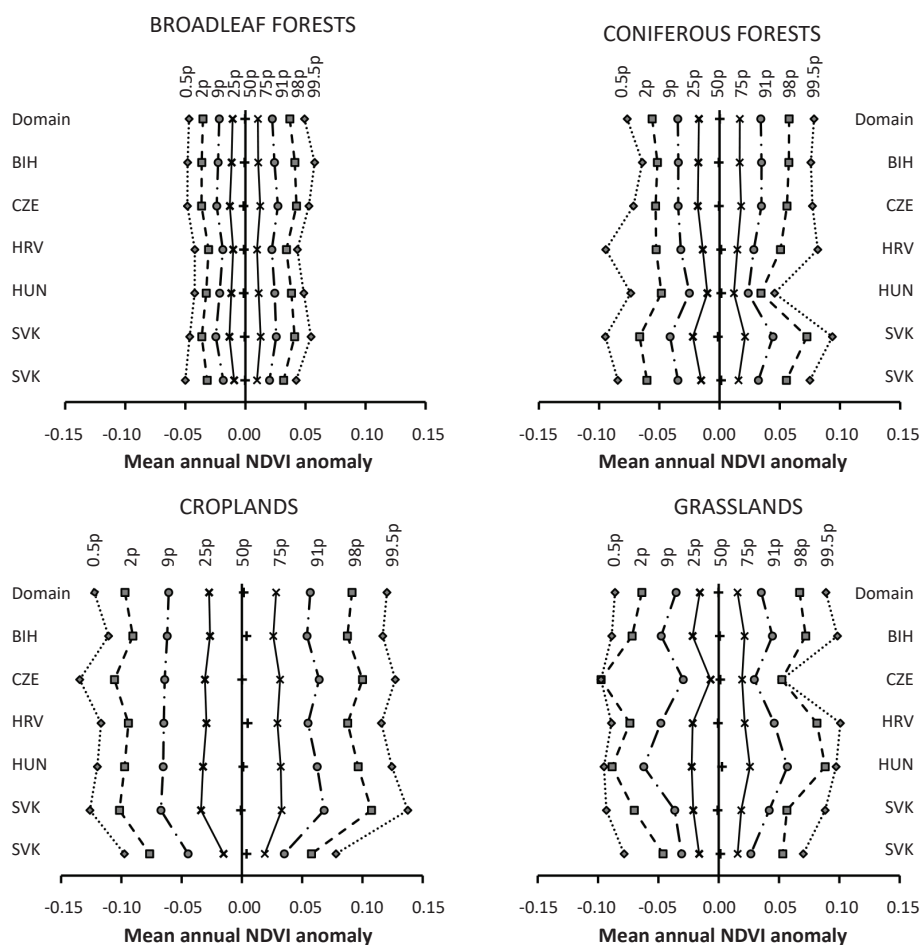 BROADLEAF FORESTS
0.5p 2p 9p 25p 50p 75p 91p 98p 99.5p
Domain
BIH
CZE
HRV
HUN
SVK
SVK
-0.15 -0.10 -0.05 0.00 0.05 0.10 0.15
Mean annual NDVI anomaly
CONIFEROUS FORESTS
0.5p 2p 9p 25p 50p 75p 91p 98p 99.5p
Domain
BIH
CZE
HRV
HUN
SVK
SVK
-0.15 -0.10 -0.05 0.00 0.05 0.10 0.15
Mean annual NDVI anomaly
CROPLANDS
0.5p 2p 9p 25p 50p 75p 91p 98p 99.5p
Domain
BIH
CZE
HRV
HUN
SVK
SVK
-0.15 -0.10 -0.05 0.00 0.05 0.10 0.15
Mean annual NDVI anomaly
GRASSLANDS
0.5p 2p 9p 25p 50p 75p 91p 98p 99.5p
Domain
BIH
CZE
HRV
HUN
SVK
SVK
-0.15 -0.10 -0.05 0.00 0.05 0.10 0.15
Mean annual NDVI anomaly